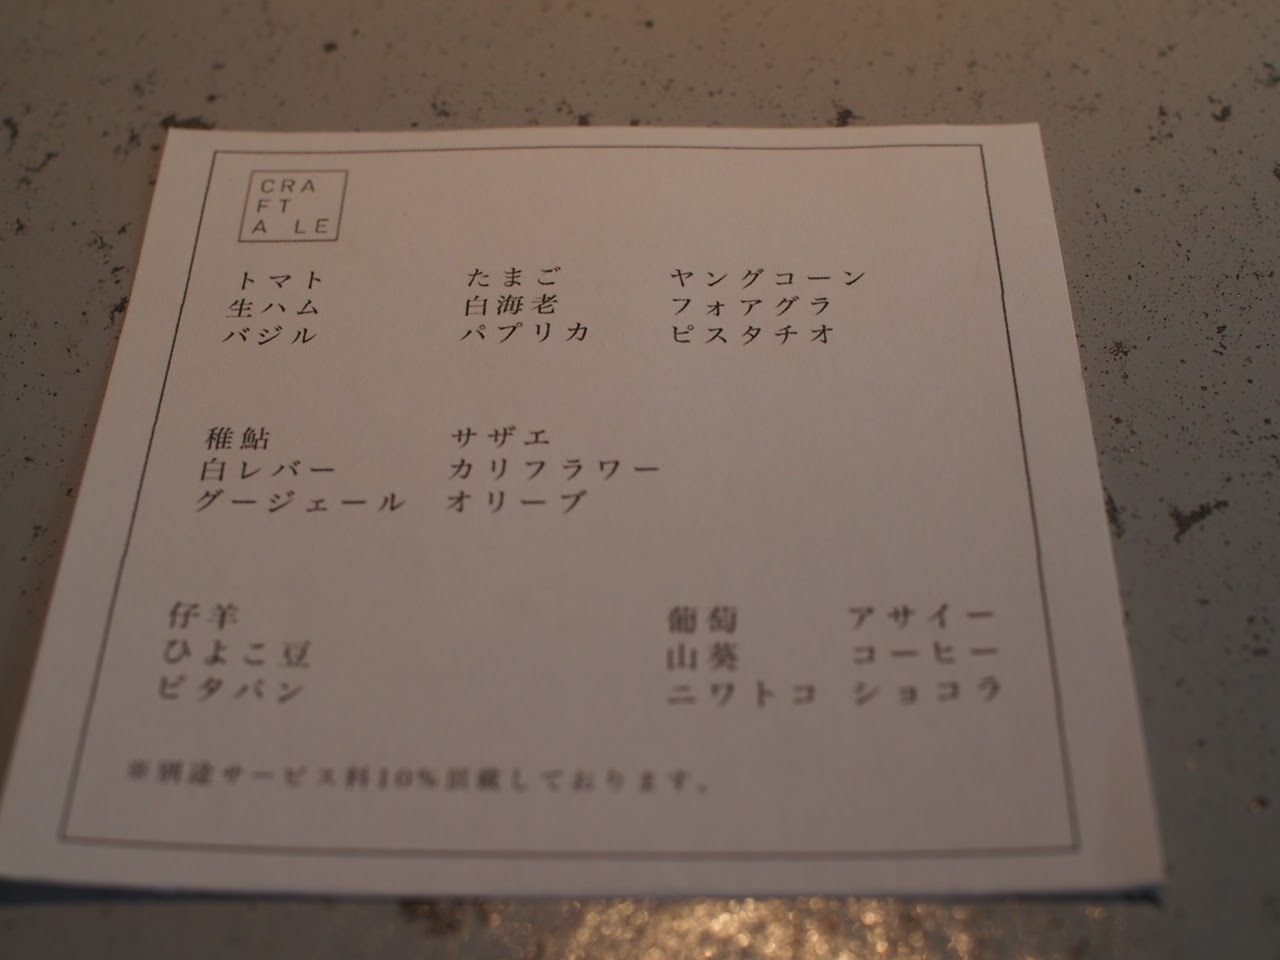 CRA
FT
A LE
トマト
生ハム
バジル
たまご
白海老
パプリカ
ヤングコーン
フォアグラ
ピスタチオ
稚鮎
白レバー
グージェール
サザエ
カリフラワー
オリーブ
仔羊
ひよこ豆
ピタパン
葡萄
山葵
ニワトコ
アサイー
コーヒー
ショコラ
※別途サービス料10%頂戴しております。